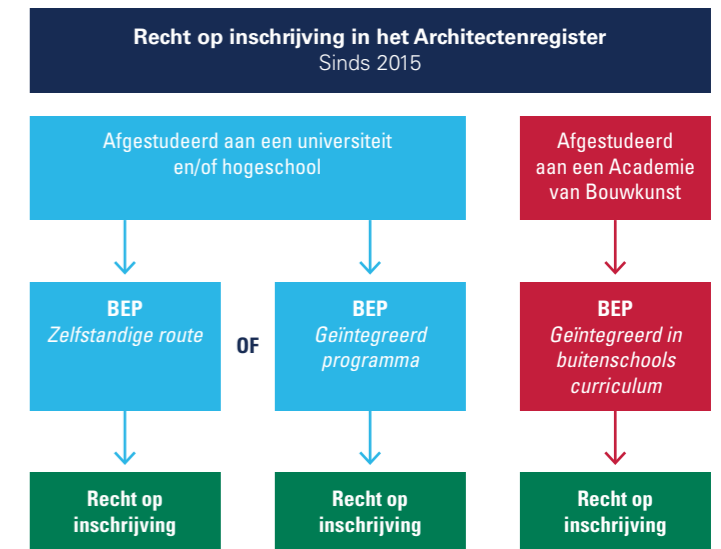 Recht op inschrijving in het Architectenregister
Sinds 2015
Afgestudeerd aan een universiteit
en/of hogeschool
Afgestudeerd
aan een Academie
van Bouwkunst
BEP
Zelfstandige route
OF
BEP
Geïntegreerd
programma
BEP
Geïntegreerd in
buitenschools
curriculum
Recht op
inschrijving
Recht op
inschrijving
Recht op
inschrijving